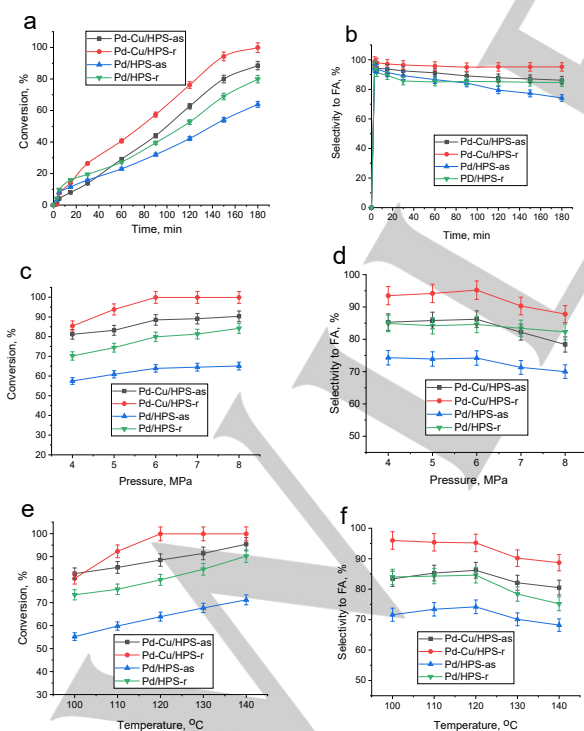 a
Conversion, %
100
80
60
40
20
0
Pd-Cu/HPS-as
Pd-Cu/HPS-r
Pd/HPS-as
Pd/HPS-r
0 20 40 60 80 100 120 140 160 180
Time, min
b
Selectivity to FA, %
100
80
60
40
20
0
Pd-Cu/HPS-as
Pd-Cu/HPS-r
Pd/HPS-as
PD/HPS-r
0 20 40 60 80 100 120 140 160 180
Time, min
c
Conversion, %
110
100
90
80
70
60
50
40
30
20
Pd-Cu/HPS-as
Pd-Cu/HPS-r
Pd/HPS-as
Pd/HPS-r
4 5 6 7 8
Pressure, MPa
d
Selectivity to FA, %
100
90
80
70
60
50
Pd-Cu/HPS-as
Pd-Cu/HPS-r
Pd/HPS-as
Pd/HPS-r
4 5 6 7 8
Pressure, MPa
e
Conversion, %
110
100
90
80
70
60
50
40
30
Pd-Cu/HPS-as
Pd-Cu/HPS-r
Pd/HPS-as
Pd/HPS-r
100 110 120 130 140
Temperature, ºC
f
Selectivity to FA, %
100
90
80
70
60
50
Pd-Cu/HPS-as
Pd-Cu/HPS-r
Pd/HPS-as
Pd/HPS-r
100 110 120 130 140
Temperature, ºC